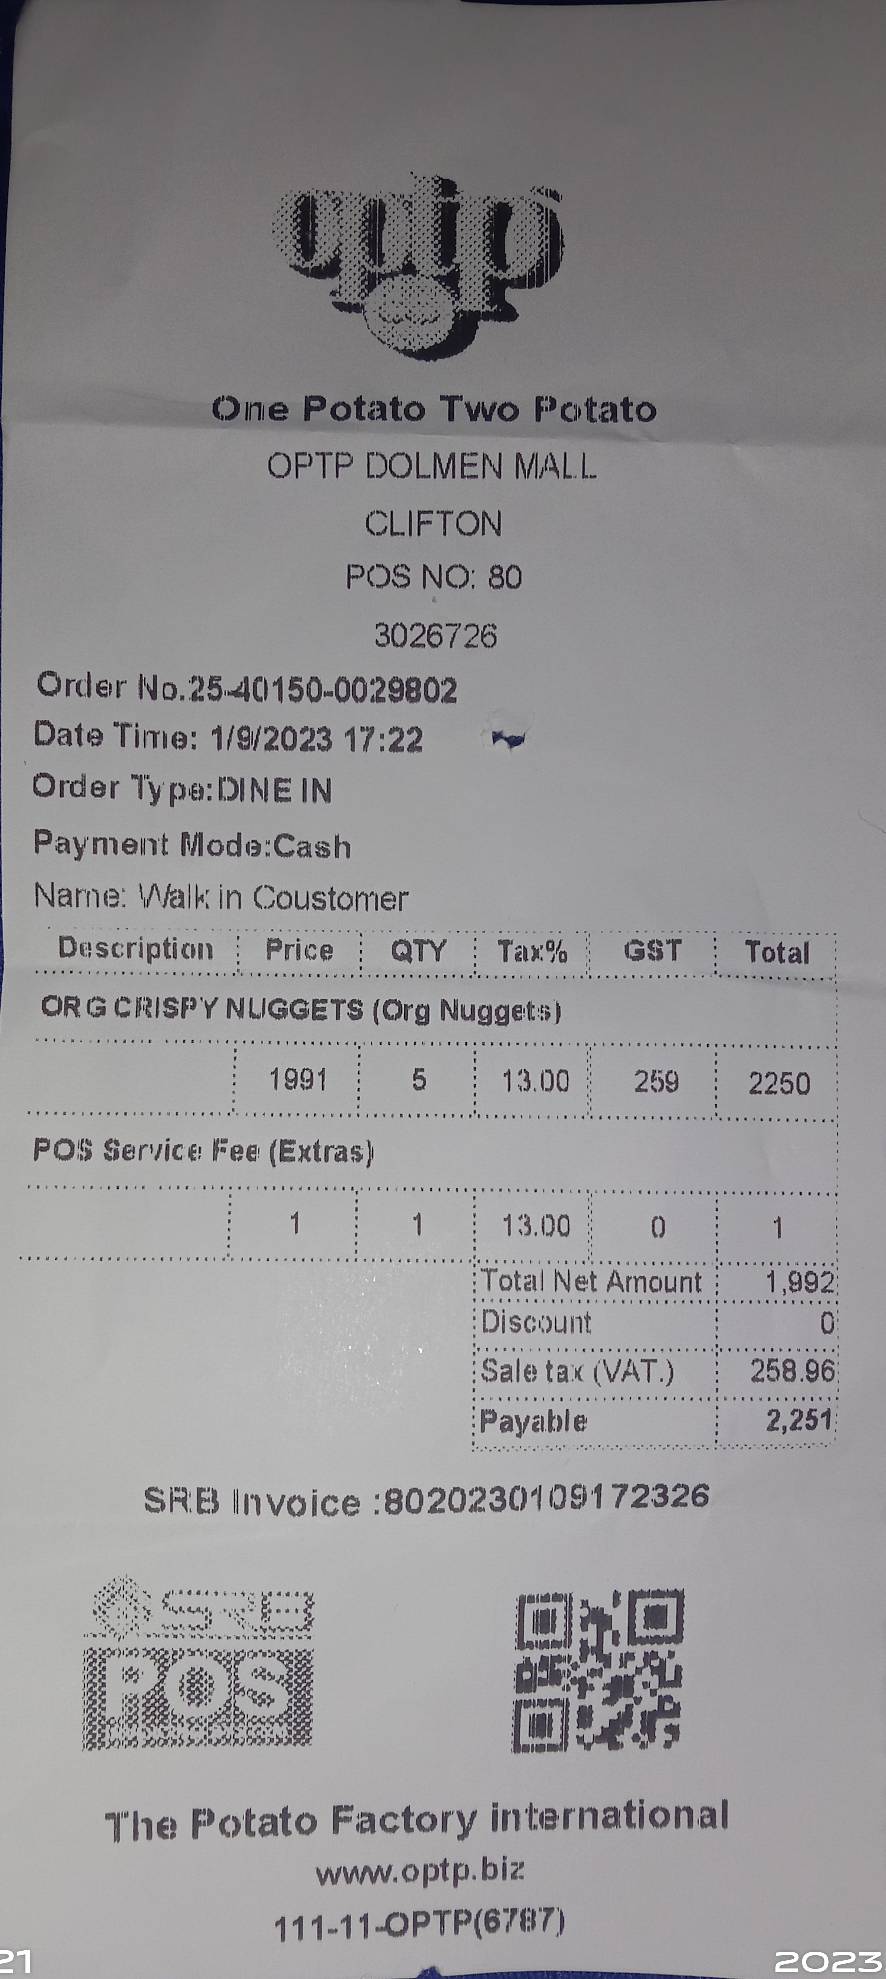 optp
One Potato Two Potato
OPTP DOLMEN MALL
CLIFTON
POS NO: 80
3026726
Order No.25-40150-0029802
Date Time: 1/9/2023 17:22
Order Type:DINE IN
Payment Mode:Cash
Name: Walk in Coustomer
Description Price QTY Tax% GST Total
ORG CRISPY NUGGETS (Org Nuggets)
1991 5 13.00 259 2250
POS Service Fee (Extras)
1 1 13.00 0 1
Total Net Amount 1,992
Discount 0
Sale tax (VAT.) 258.96
Payable 2,251
SRB Invoice :8020230109172326
SRB
POS
The Potato Factory international
www.optp.biz
111-11-OPTP(6787)
21 2023